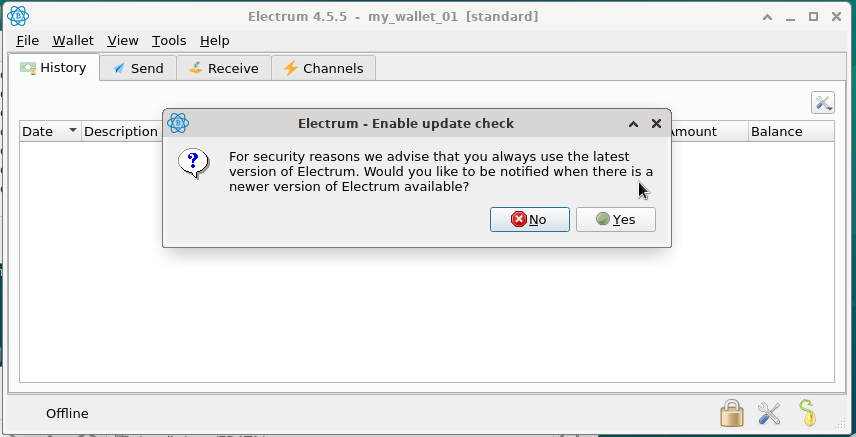 Electrum 4.5.5 - my_wallet_01 [standard]
File Wallet View Tools Help
History Send Receive Channels
Electrum - Enable update check
Date Description Amount Balance
For security reasons we advise that you always use the latest
version of Electrum. Would you like to be notified when there is a
newer version of Electrum available?
No Yes
Offline